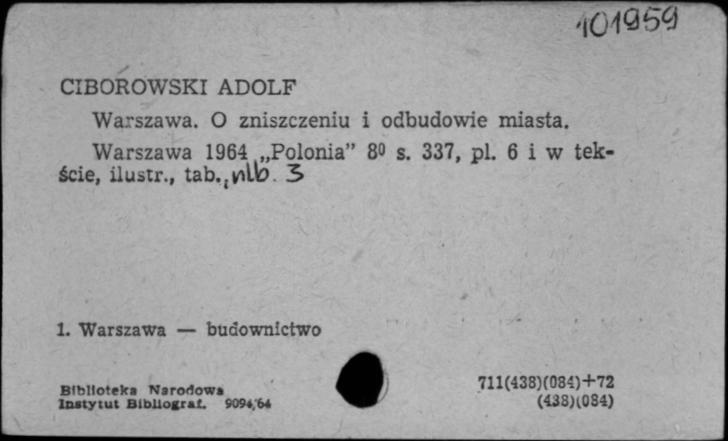 101959
CIBOROWSKI ADOLF
Warszawa. O zniszczeniu i odbudowie miasta.
Warszawa 1964 „Polonia” 8⁰ s. 337, pl. 6 i w tek-
ście, ilustr., tab., nlb. 3
1. Warszawa — budownictwo
Biblioteka Narodowa
Instytut Bibliograf. 9094/64
711(438)(084)+72
(438)(084)